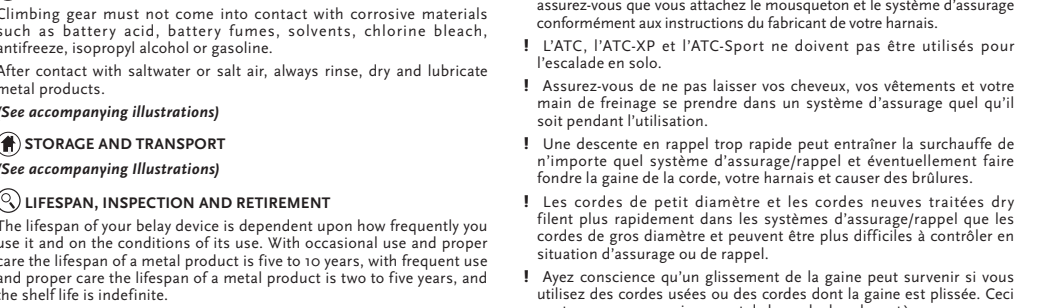 Climbing gear must not come into contact with corrosive materials
such as battery acid, battery fumes, solvents, chlorine bleach,
antifreeze, isopropyl alcohol or gasoline.
After contact with saltwater or salt air, always rinse, dry and lubricate
metal products.
(See accompanying illustrations)
STORAGE AND TRANSPORT
(See accompanying Illustrations)
LIFESPAN, INSPECTION AND RETIREMENT
The lifespan of your belay device is dependent upon how frequently you
use it and on the conditions of its use. With occasional use and proper
care the lifespan of a metal product is five to 10 years, with frequent use
and proper care the lifespan of a metal product is two to five years, and
the shelf life is indefinite.
assurez-vous que vous attachez le mousqueton et le système d'assurage
conformément aux instructions du fabricant de votre harnais.
! L'ATC, l'ATC-XP et l'ATC-Sport ne doivent pas être utilisés pour
l'escalade en solo.
! Assurez-vous de ne pas laisser vos cheveux, vos vêtements et votre
main de freinage se prendre dans un système d'assurage quel qu'il
soit pendant l'utilisation.
! Une descente en rappel trop rapide peut entraîner la surchauffe de
n'importe quel système d'assurage/rappel et éventuellement faire
fondre la gaine de la corde, votre harnais et causer des brûlures.
! Les cordes de petit diamètre et les cordes neuves traitées dry
filent plus rapidement dans les systèmes d'assurage/rappel que les
cordes de gros diamètre et peuvent être plus difficiles à contrôler en
situation d'assurage ou de rappel.
! Ayez conscience qu'un glissement de la gaine peut survenir si vous
utilisez des cordes usées ou des cordes dont la gaine est plissée. Ceci